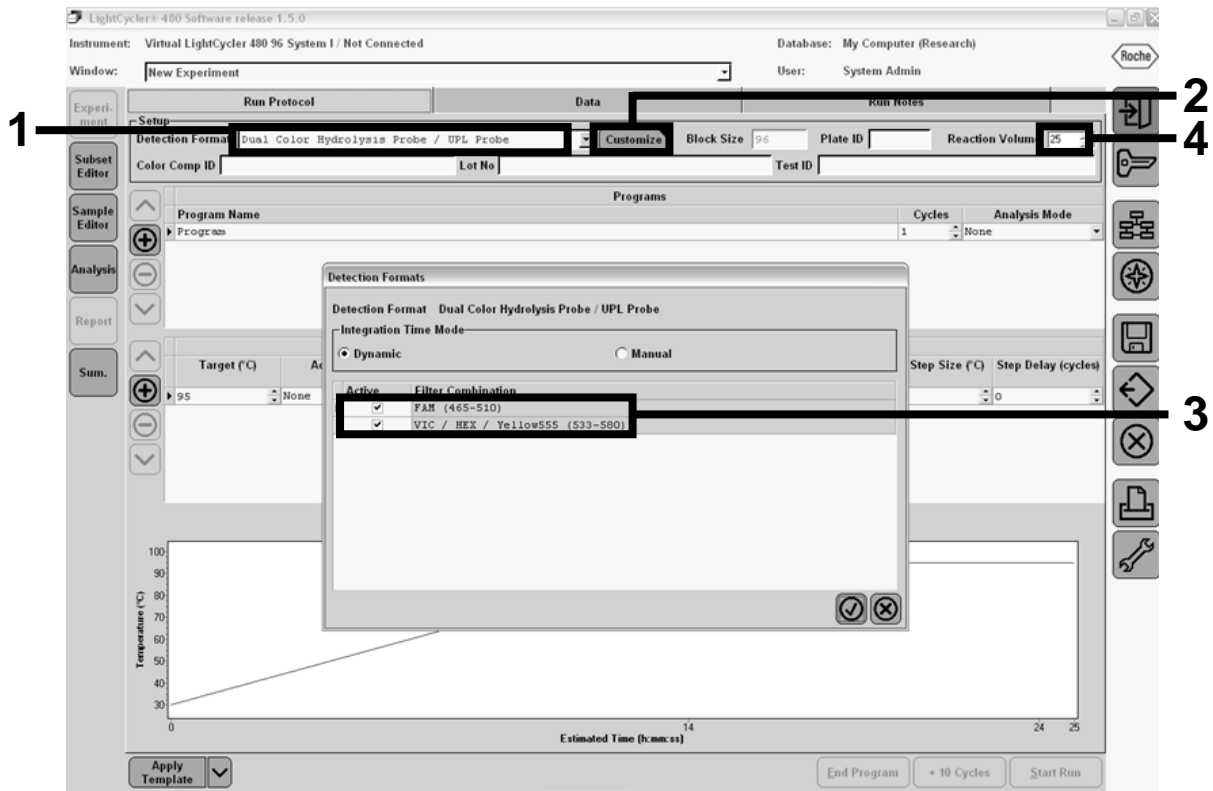 LightCycler® 480 Software release 1.5.0
Instrument: Virtual LightCycler 480 96 System I / Not Connected Database: My Computer (Research)
Roche
Window: New Experiment User: System Admin
Experi-
ment
Run Protocol Data Run Notes
2
1
4
Setup
Detection Format Dual Color Hydrolysis Probe / UPL Probe Customize Block Size 96 Plate ID Reaction Volume 25
Color Comp ID Lot No Test ID
Subset
Editor
Sample
Editor
Analysis
Report
Sum.
Programs
Program Name Cycles Analysis Mode
Program 1 None
Detection Formats
Detection Format Dual Color Hydrolysis Probe / UPL Probe
Integration Time Mode
Dynamic Manual
Target (°C) Step Size (°C) Step Delay (cycles)
95 None 0
Active Filter Combination
FAM (465-510)
VIC / HEX / Yellow555 (533-580)
3
100
90
80
70
60
50
40
30
Temperature (°C)
0 14 24 25
Estimated Time (h:mm:ss)
Apply
Template
End Program + 10 Cycles Start Run